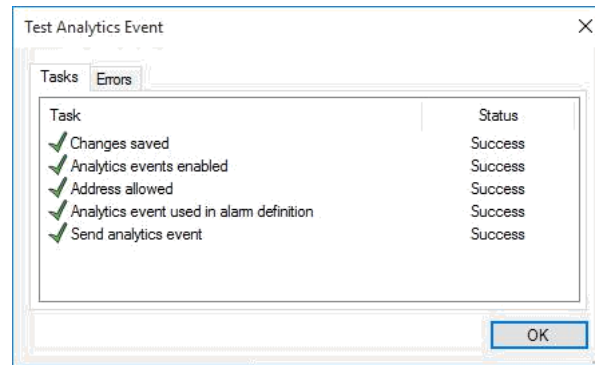 Test Analytics Event
Tasks Errors
Task Status
Changes saved Success
Analytics events enabled Success
Address allowed Success
Analytics event used in alarm definition Success
Send analytics event Success
OK